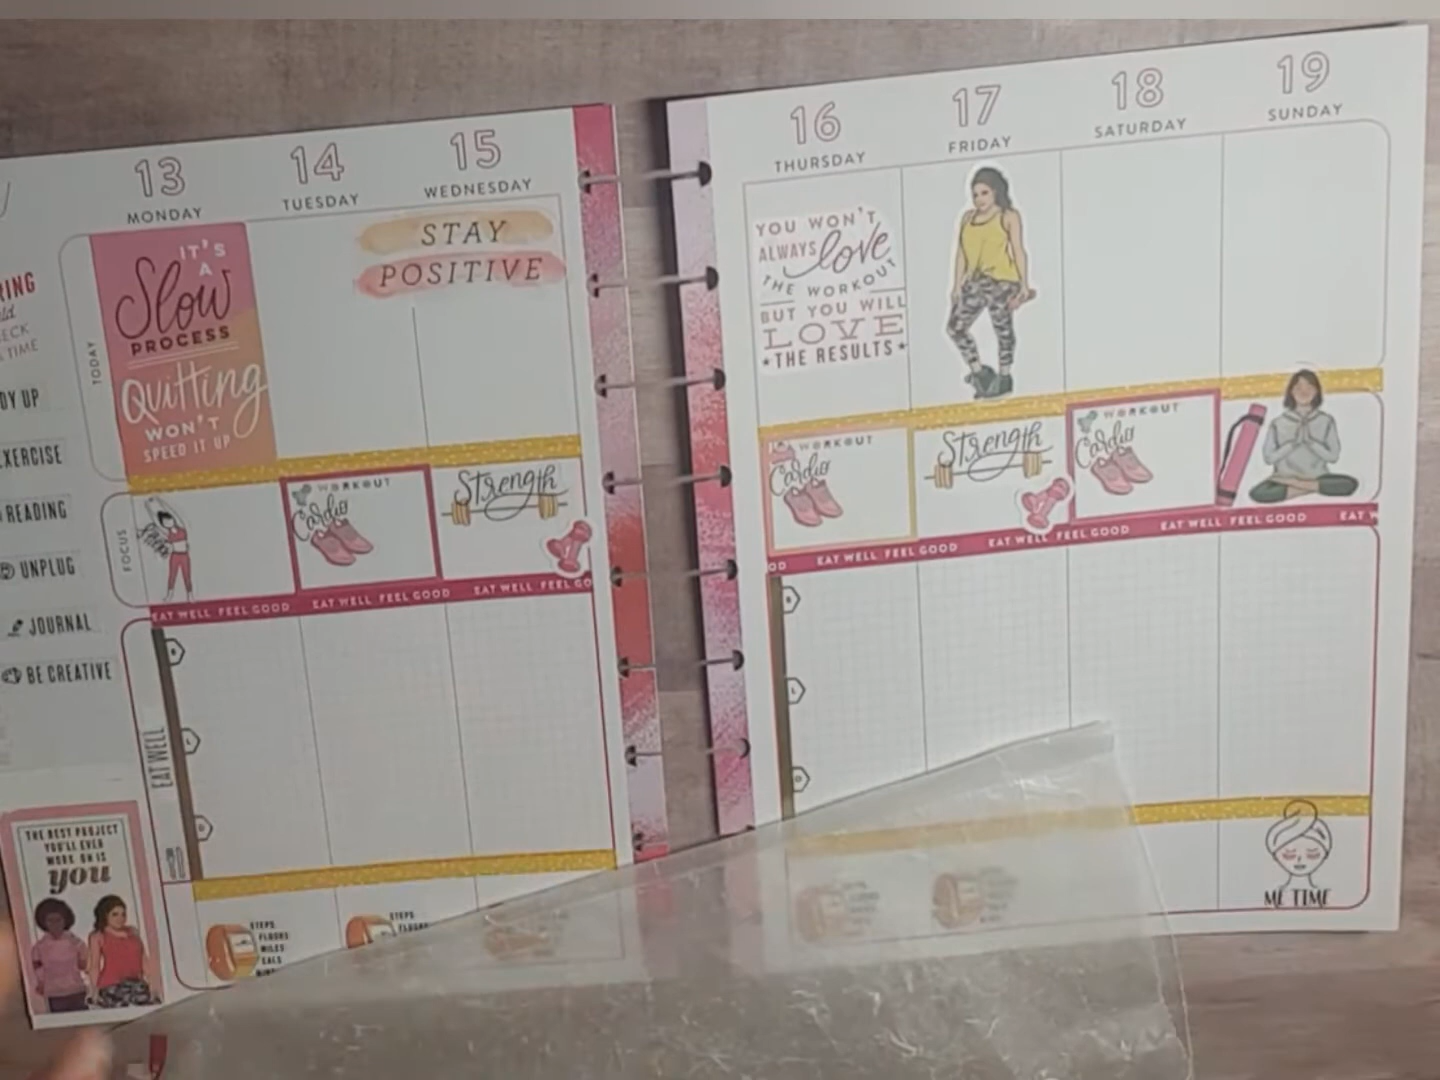 13
MONDAY
14
TUESDAY
15
WEDNESDAY
16
THURSDAY
17
FRIDAY
18
SATURDAY
19
SUNDAY
TODAY
IT'S
A
Slow
PROCESS
Quitting
WON'T
SPEED IT UP
STAY
POSITIVE
YOU WON'T
ALWAYS love
THE WORKOUT
BUT YOU WILL
LOVE
THE RESULTS
FOCUS
WORKOUT
Cardio
Strength
WORKOUT
Cardio
Strength
WORKOUT
Cardio
EAT WELL FEEL GOOD EAT WELL FEEL GOOD EAT WELL FEEL GO
OD EAT WELL FEEL GOOD EAT WELL FEEL GOOD EAT WELL FEEL GOOD EAT W
TIME
DY UP
EXERCISE
READING
UNPLUG
JOURNAL
BE CREATIVE
EAT WELL
B
L
D
B
L
D
THE BEST PROJECT
YOU'LL EVER
WORK ON IS
you
STEPS
FLOORS
MILES
CALS
STEPS
ME TIME